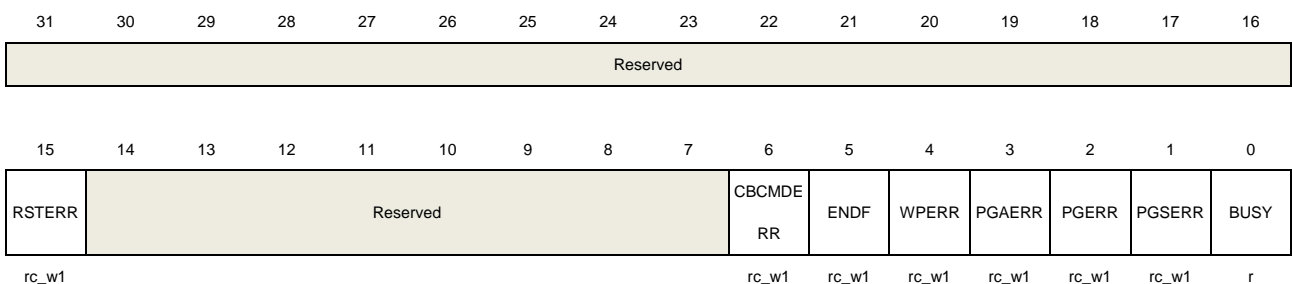 31 30 29 28 27 26 25 24 23 22 21 20 19 18 17 16
Reserved
15 14 13 12 11 10 9 8 7 6 5 4 3 2 1 0
RSTERR Reserved CBCMDE RR ENDF WPERR PGAERR PGERR PGSERR BUSY
rc_w1 rc_w1 rc_w1 rc_w1 rc_w1 rc_w1 rc_w1 r